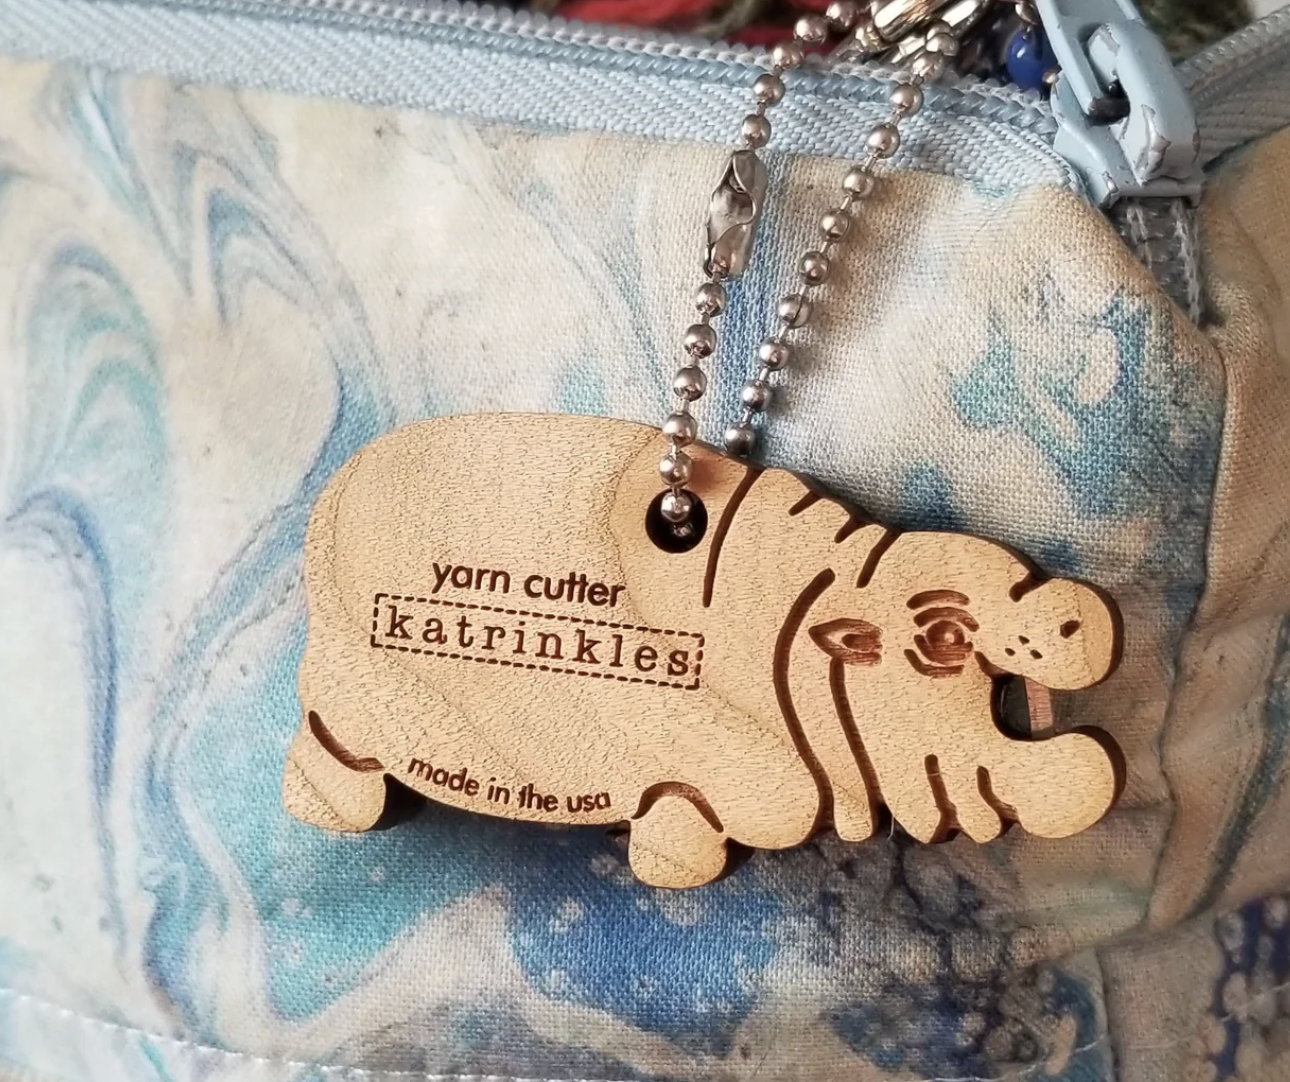 yarn cutter
katrinkles
made in the usa